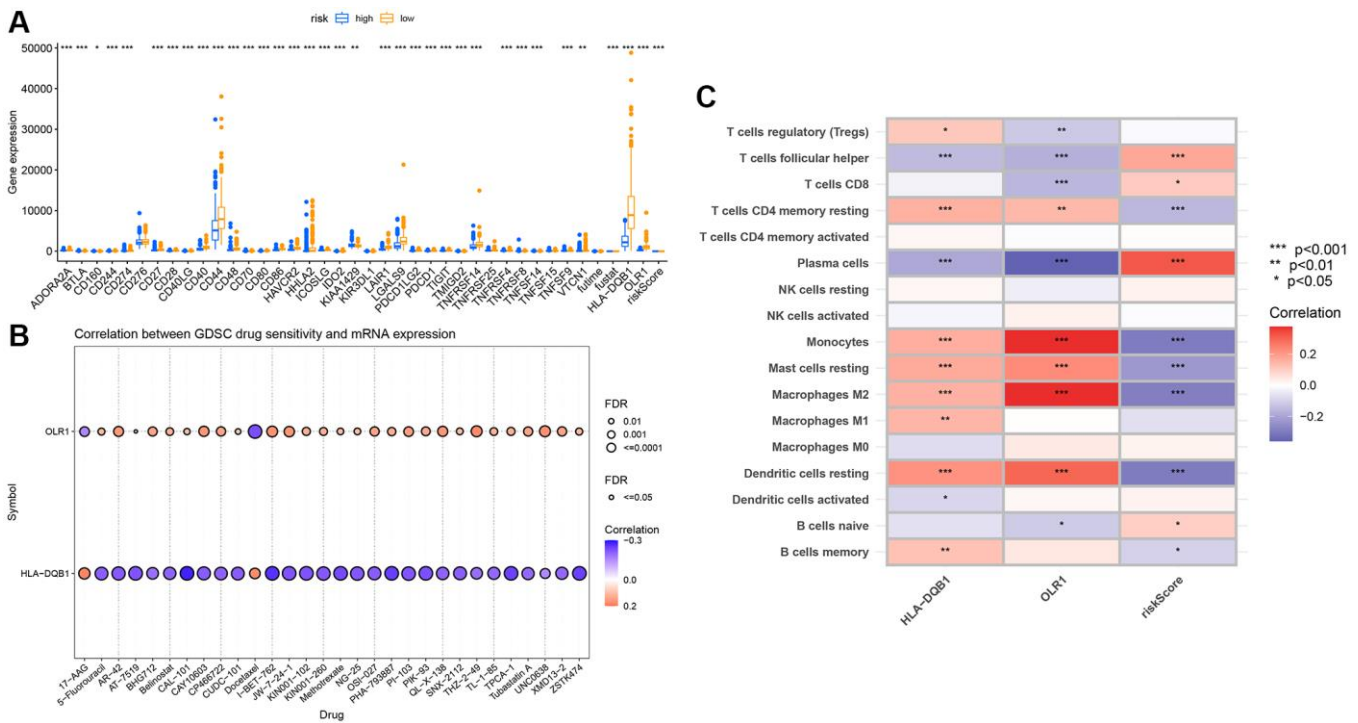 A
risk high low
*** *** * *** *** *** *** *** *** *** *** *** *** *** *** *** ** *** *** *** *** *** *** *** *** *** *** ** *** *** *** ***
50000
40000
30000
20000
10000
0
Gene expression
ADORA2A
BTLA
CD160
CD244
CD274
CD276
CD27
CD28
CD40LG
CD40
CD44
CD48
CD70
CD80
CD86
HAVCR2
HHLA2
ICOSLG
IDO2
KIAA1429
KIR3DL1
LAIR1
LGALS9
PDCD1LG2
PDCD1
TIGIT
TMIGD2
TNFRSF14
TNFRSF25
TNFRSF4
TNFRSF8
TNFSF14
TNFSF15
TNFSF9
VTCN1
futime
fustat
HLA-DQB1
OLR1
riskScore
B
Correlation between GDSC drug sensitivity and mRNA expression
OLR1
HLA-DQB1
Symbol
17-AAG
5-Fluorouracil
AR-42
AT-7519
BHG712
Belinostat
CAL-101
CAY10603
CP466722
CUDC-101
Docetaxel
I-BET-762
JW-7-24-1
KIN001-102
KIN001-260
Methotrexate
NG-25
OSI-027
PHA-793887
PI-103
PIK-93
QL-X-138
SNX-2112
THZ-2-49
TL-1-85
TPCA-1
Tubastatin A
UNC0638
XMD13-2
ZSTK474
Drug
FDR
0.01
0.001
<=0.0001
FDR
<=0.05
Correlation
-0.3
0.0
0.2
C
T cells regulatory (Tregs) * **
T cells follicular helper *** *** ***
T cells CD8 *** *
T cells CD4 memory resting *** ** ***
T cells CD4 memory activated
Plasma cells *** *** ***
NK cells resting
NK cells activated
Monocytes *** *** ***
Mast cells resting *** *** ***
Macrophages M2 *** *** ***
Macrophages M1 **
Macrophages M0
Dendritic cells resting *** *** ***
Dendritic cells activated *
B cells naive * *
B cells memory ** *
HLA-DQB1
OLR1
riskScore
*** p<0.001
** p<0.01
* p<0.05
Correlation
0.2
0.0
-0.2